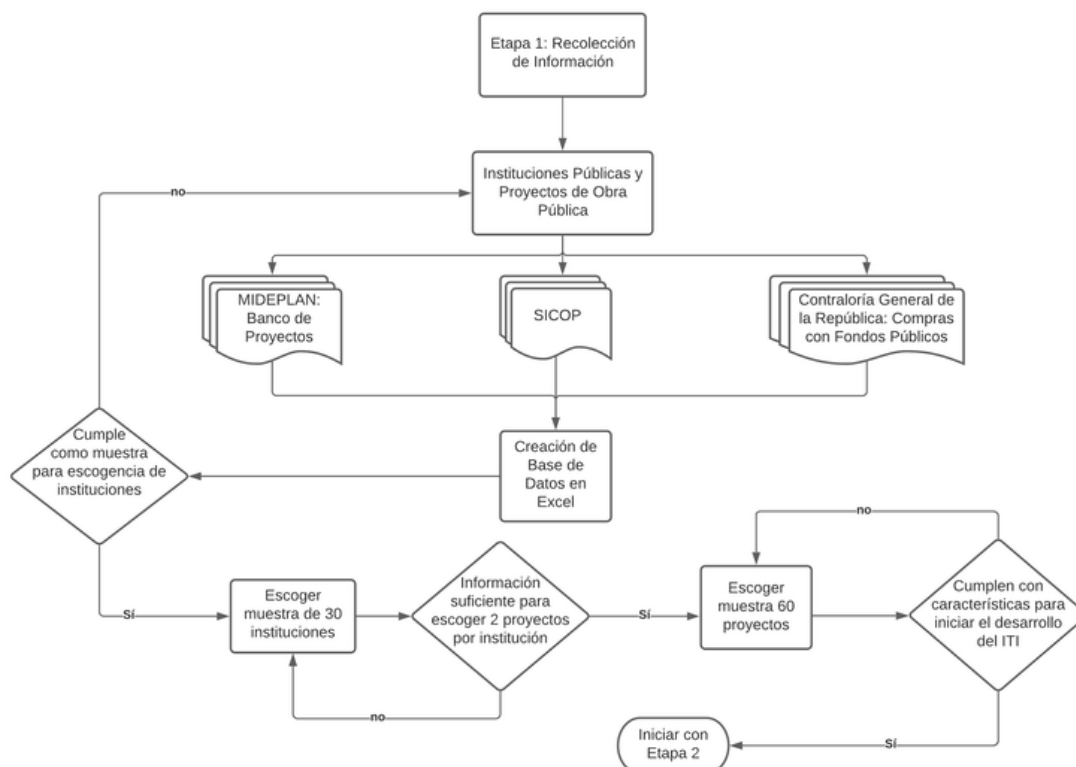 Etapa 1: Recolección
de Información
Instituciones Públicas y
Proyectos de Obra
Pública
no
MIDEPLAN:
Banco de
Proyectos
SICOP
Contraloría General de
la República: Compras
con Fondos Públicos
Creación de
Base de
Datos en
Excel
Cumple
como muestra
para escogencia de
instituciones
Sí
Escoger
muestra de 30
instituciones
Información
suficiente para
escoger 2 proyectos
por institución
no
Sí
Escoger
muestra 60
proyectos
no
Cumplen con
características para
iniciar el desarrollo
del ITI
Sí
Iniciar con
Etapa 2